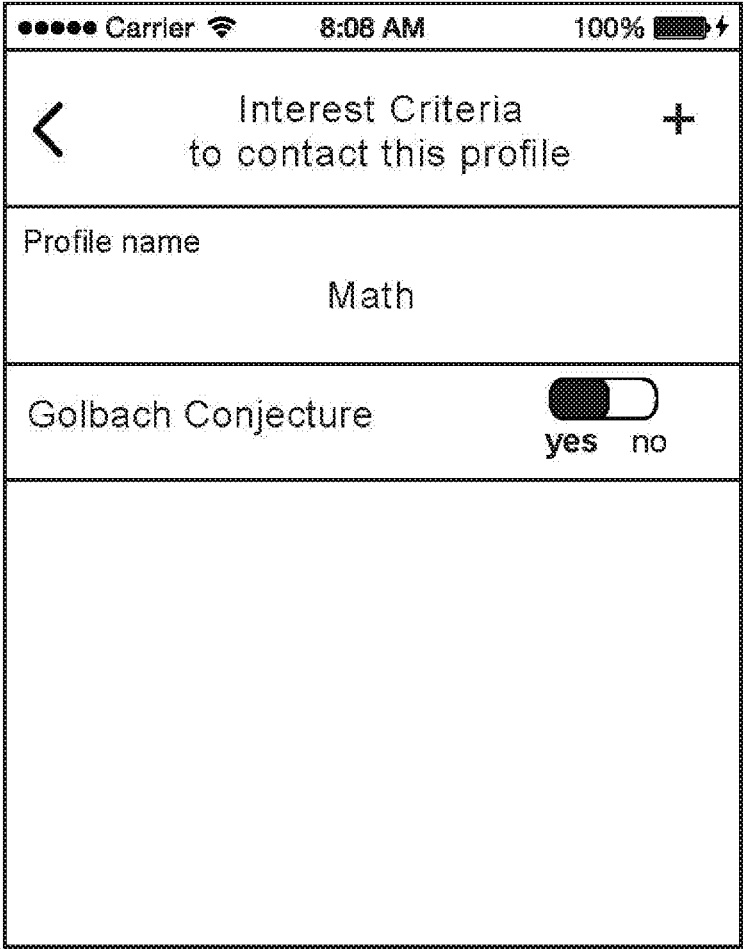 Carrier 8:08 AM 100%
Interest Criteria
to contact this profile
Profile name
Math
Golbach Conjecture
yes no